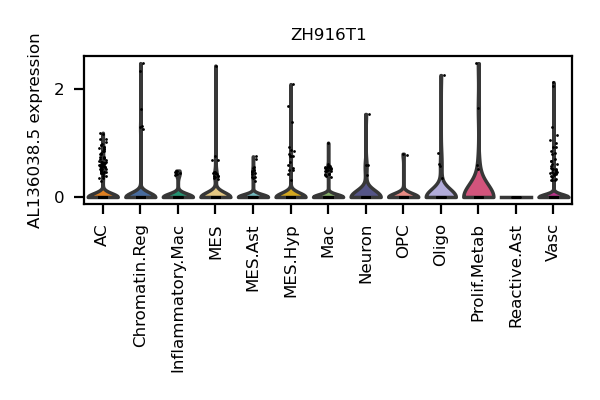 ZH916T1
AL136038.5 expression
2
0
AC
Chromatin.Reg
Inflammatory.Mac
MES
MES.Ast
MES.Hyp
Mac
Neuron
OPC
Oligo
Prolif.Metab
Reactive.Ast
Vasc